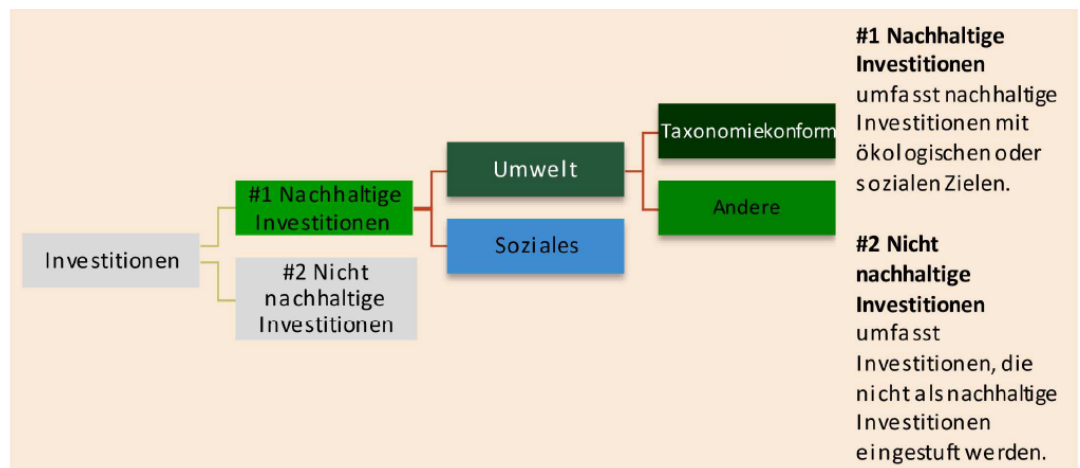 Investitionen
#1 Nachhaltige
Investitionen
#2 Nicht
nachhaltige
Investitionen
Umwelt
Soziales
Taxonomiekonform
Andere
#1 Nachhaltige
Investitionen
umfasst nachhaltige
Investitionen mit
ökologischen oder
sozialen Zielen.
#2 Nicht
nachhaltige
Investitionen
umfasst
Investitionen, die
nicht als nachhaltige
Investitionen
eingestuft werden.